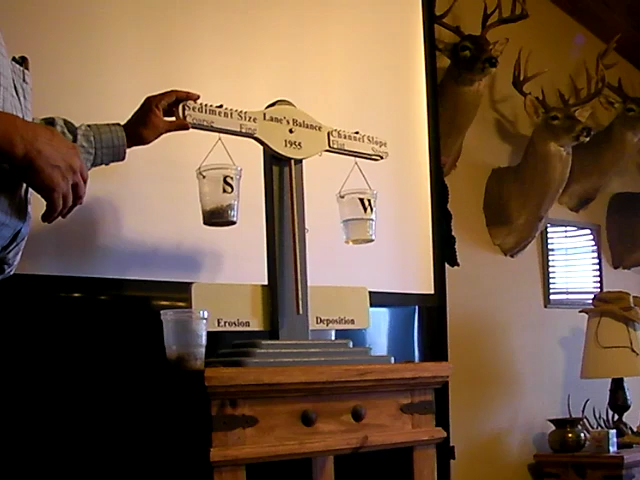 Sediment Size
Coarse Fine
Lane's Balance
1955
Channel Slope
Flat Steep
S
W
Erosion
Deposition